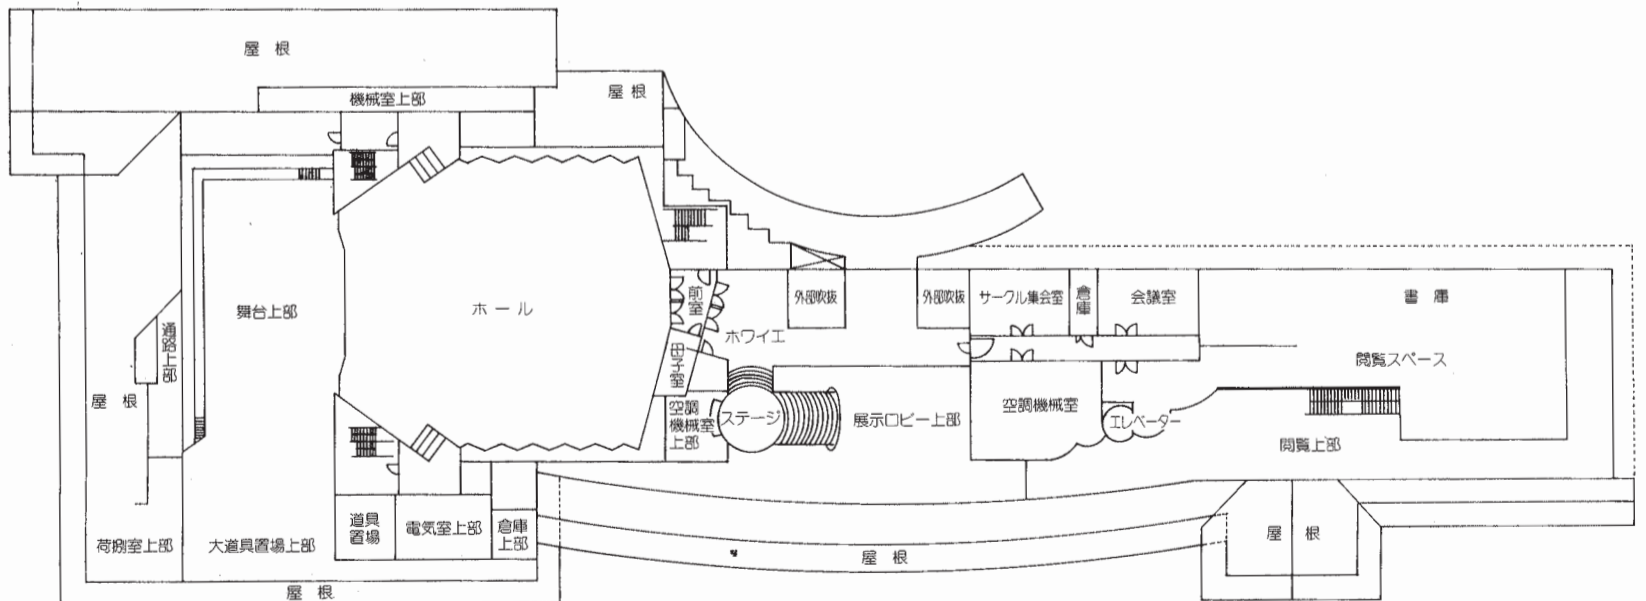 屋根
機械室上部
屋根
舞台上部
ホール
前室
外部吹抜
外部吹抜
サークル集会室
倉庫
会議室
書庫
通路上部
ホワイエ
母子室
閲覧スペース
屋根
空調
機械室
上部
ステージ
展示ロビー上部
空調機械室
エレベーター
閲覧上部
荷捌室上部
大道具置場上部
道具
置場
電気室上部
倉庫
上部
屋根
屋根
屋根